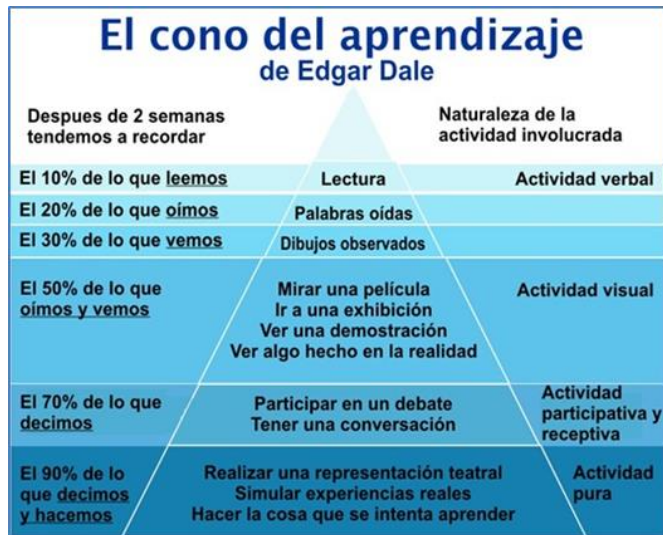 El cono del aprendizaje
de Edgar Dale
Despues de 2 semanas
tendemos a recordar
Naturaleza de la
actividad involucrada
El 10% de lo que leemos
Lectura
Actividad verbal
El 20% de lo que oímos
Palabras oídas
El 30% de lo que vemos
Dibujos observados
El 50% de lo que
oímos y vemos
Mirar una película
Ir a una exhibición
Ver una demostración
Ver algo hecho en la realidad
Actividad visual
El 70% de lo que
decimos
Participar en un debate
Tener una conversación
Actividad
participativa y
receptiva
El 90% de lo
que decimos
y hacemos
Realizar una representación teatral
Simular experiencias reales
Hacer la cosa que se intenta aprender
Actividad
pura